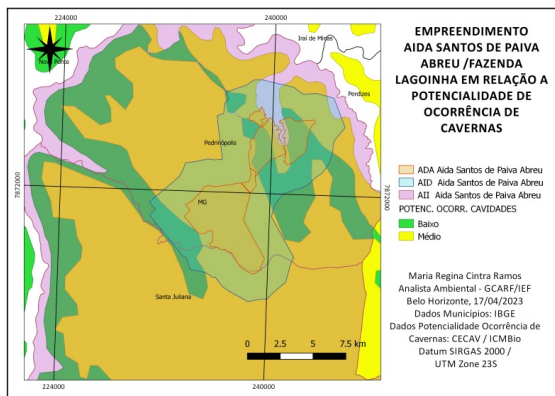 EMPREENDIMENTO
AIDA SANTOS DE PAIVA
ABREU /FAZENDA
LAGOINHA EM RELAÇÃO A
POTENCIALIDADE DE
OCORRÊNCIA DE
CAVERNAS
ADA Aida Santos de Paiva Abreu
AID Aida Santos de Paiva Abreu
AII Aida Santos de Paiva Abreu
POTENC. OCORR. CAVIDADES
Baixo
Médio
Maria Regina Cintra Ramos
Analista Ambiental - GCARF/IEF
Belo Horizonte, 17/04/2023
Dados Municípios: IBGE
Dados Potencialidade Ocorrência de
Cavernas: CECAV / ICMBio
Datum SIRGAS 2000 /
UTM Zone 23S
224000
240000
Iraí de Minas
Nova Ponte
Perdizes
Pedrinópolis
7872000
7872000
MG
Santa Juliana
0 2.5 5 7.5 km
224000
240000